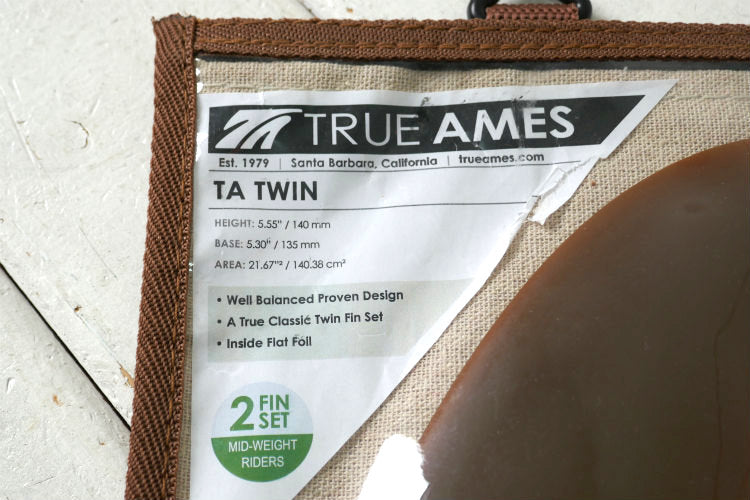 TRUE AMES
Est. 1979 | Santa Barbara, California | trueames.com
TA TWIN
HEIGHT: 5.55" / 140 mm
BASE: 5.30" / 135 mm
AREA: 21.67"² / 140.38 cm²
• Well Balanced Proven Design
• A True Classic Twin Fin Set
• Inside Flat Foil
2 FIN SET
MID-WEIGHT
RIDERS